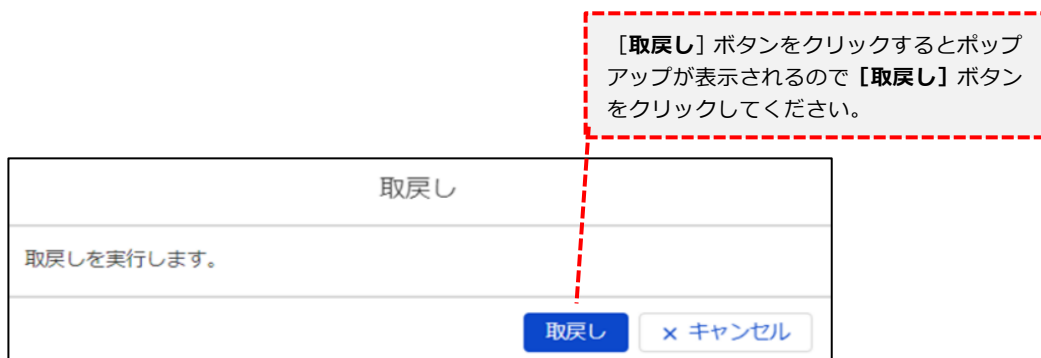 ［取戻し］ボタンをクリックするとポップ
アップが表示されるので［取戻し］ボタン
をクリックしてください。
取戻し
取戻しを実行します。
取戻し
× キャンセル